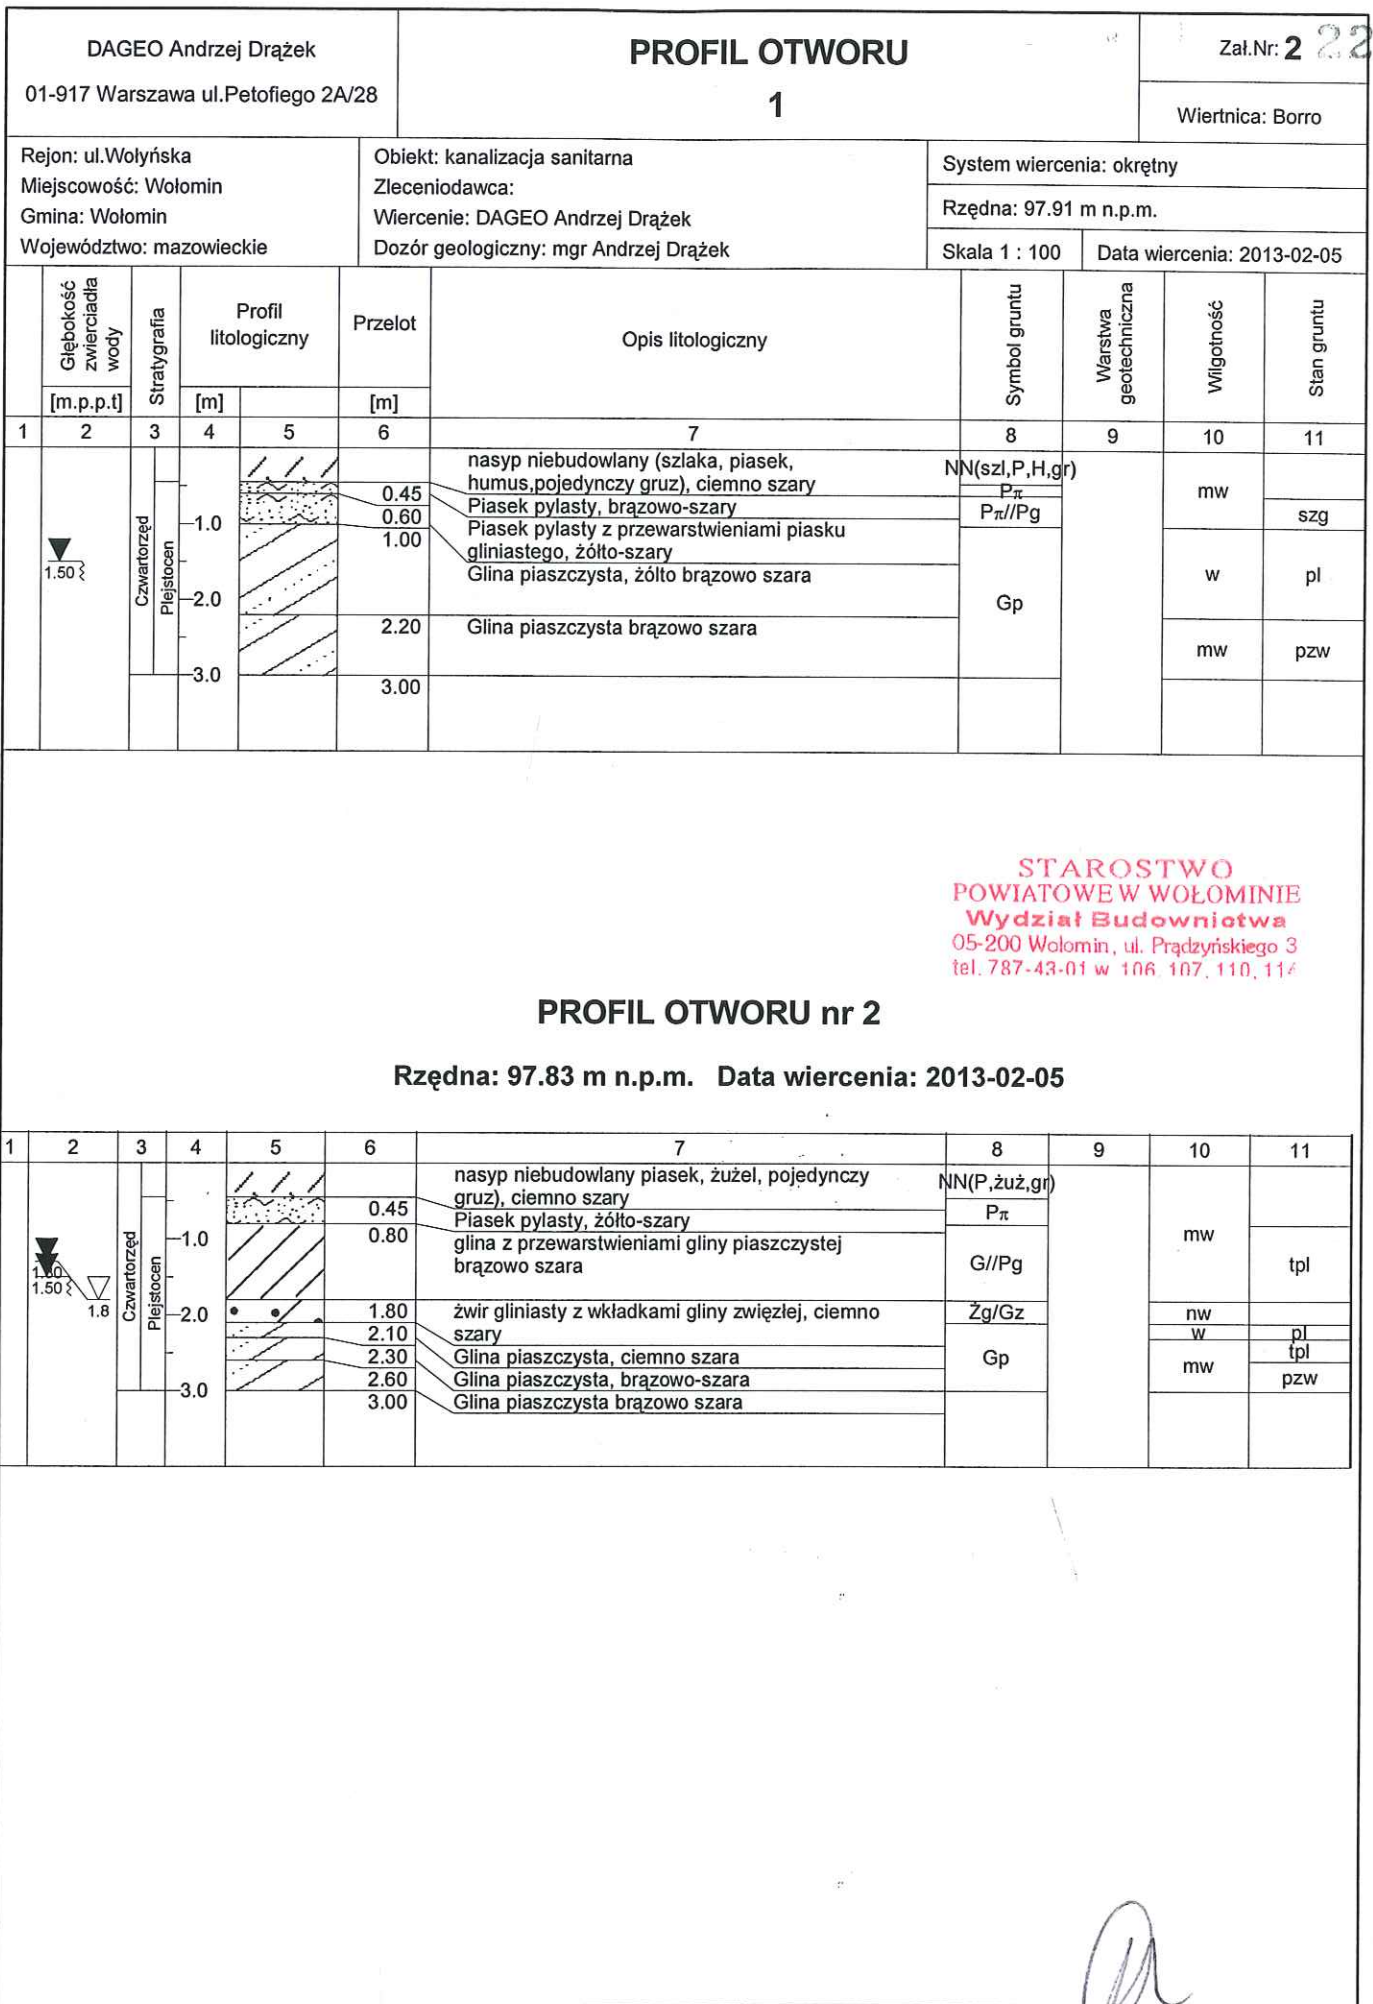 DAGEO Andrzej Drążek
01-917 Warszawa ul.Petofiego 2A/28
PROFIL OTWORU
1
Zał.Nr: 2 22
Wiertnica: Borro
Rejon: ul.Wołyńska
Miejscowość: Wołomin
Gmina: Wołomin
Województwo: mazowieckie
Obiekt: kanalizacja sanitarna
Zleceniodawca:
Wiercenie: DAGEO Andrzej Drążek
Dozór geologiczny: mgr Andrzej Drążek
System wiercenia: okrętny
Rzędna: 97.91 m n.p.m.
Skala 1 : 100 Data wiercenia: 2013-02-05
Głębokość
zwierciadła
wody
[m.p.p.t]
Stratygrafia
Profil
litologiczny
[m]
Przelot
[m]
Opis litologiczny
Symbol gruntu
Warstwa
geotechniczna
Wilgotność
Stan gruntu
1 2 3 4 5 6 7 8 9 10 11
1.50
Czwartorzęd
Plejstocen
1.0
2.0
3.0
0.45
0.60
1.00
2.20
3.00
nasyp niebudowlany (szlaka, piasek,
humus,pojedynczy gruz), ciemno szary
Piasek pylasty, brązowo-szary
Piasek pylasty z przewarstwieniami piasku
gliniastego, żółto-szary
Glina piaszczysta, żólto brązowo szara
Glina piaszczysta brązowo szara
NN(szl,P,H,gr)
Pπ
Pπ//Pg
Gp
mw
w
mw
szg
pl
pzw
STAROSTWO
POWIATOWE W WOŁOMINIE
Wydział Budownictwa
05-200 Wołomin, ul. Prądzyńskiego 3
tel. 787-43-01 w 106, 107, 110,
PROFIL OTWORU nr 2
Rzędna: 97.83 m n.p.m. Data wiercenia: 2013-02-05
1 2 3 4 5 6 7 8 9 10 11
1.50
1.8
Czwartorzęd
Plejstocen
1.0
2.0
3.0
0.45
0.80
1.80
2.10
2.30
2.60
3.00
nasyp niebudowlany piasek, żużel, pojedynczy
gruz), ciemno szary
Piasek pylasty, żółto-szary
glina z przewarstwieniami gliny piaszczystej
brązowo szara
żwir gliniasty z wkładkami gliny zwięzłej, ciemno
szary
Glina piaszczysta, ciemno szara
Glina piaszczysta, brązowo-szara
Glina piaszczysta brązowo szara
NN(P,żuż,gr)
Pπ
G//Pg
Żg/Gz
Gp
mw
nw
w
mw
tpl
pl
tpl
pzw